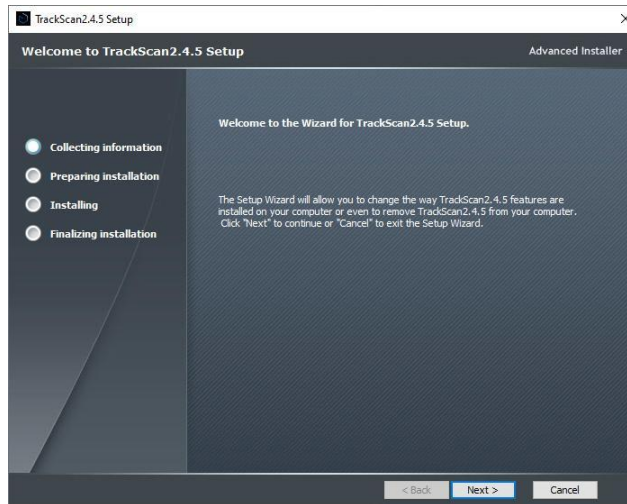 TrackScan2.4.5 Setup
Welcome to TrackScan2.4.5 Setup
Advanced Installer
Welcome to the Wizard for TrackScan2.4.5 Setup.
Collecting information
Preparing installation
Installing
Finalizing installation
The Setup Wizard will allow you to change the way TrackScan2.4.5 features are
installed on your computer or even to remove TrackScan2.4.5 from your computer.
Click "Next" to continue or "Cancel" to exit the Setup Wizard.
< Back
Next >
Cancel